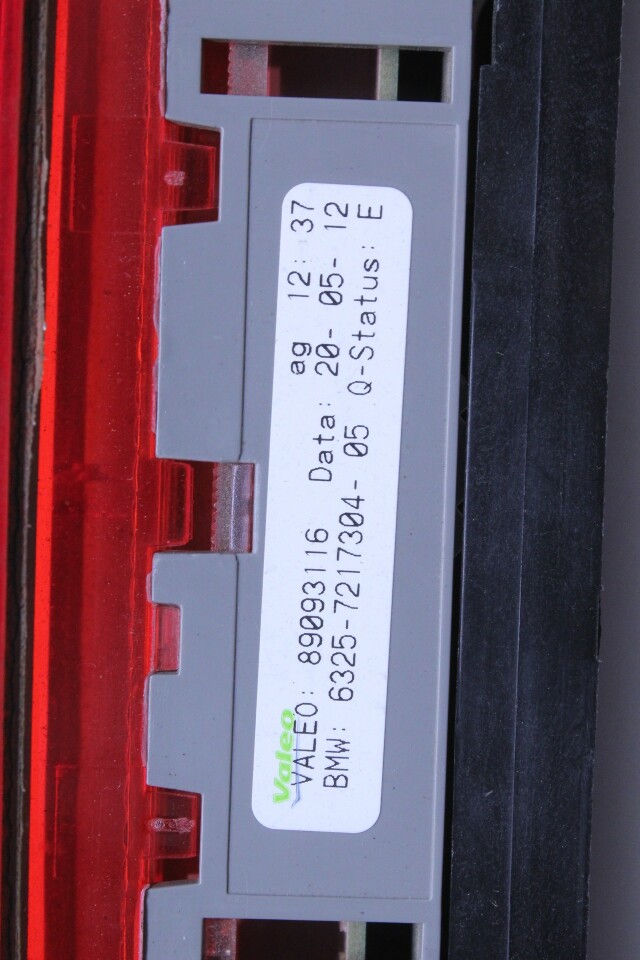 Valeo
ag 12: 37
VALEO: 89093116 Data: 20- 05- 12
BMW: 6325-7217304- 05 Q-Status: E